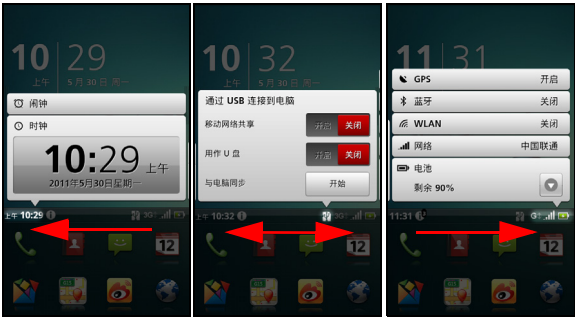 10 29
上午 5 月 30 日 周一
闹钟
时钟
10:29 上午
2011年5月30日星期一
上午 10:29
3G
12
10 32
上午 5 月 30 日 周一
通过 USB 连接到电脑
移动网络共享 开启 关闭
用作 U 盘 开启 关闭
与电脑同步 开始
上午 10:32
3G
12
11 31
GPS 开启
蓝牙 关闭
WLAN 关闭
网络 中国联通
电池
剩余 90%
11:31
G
12